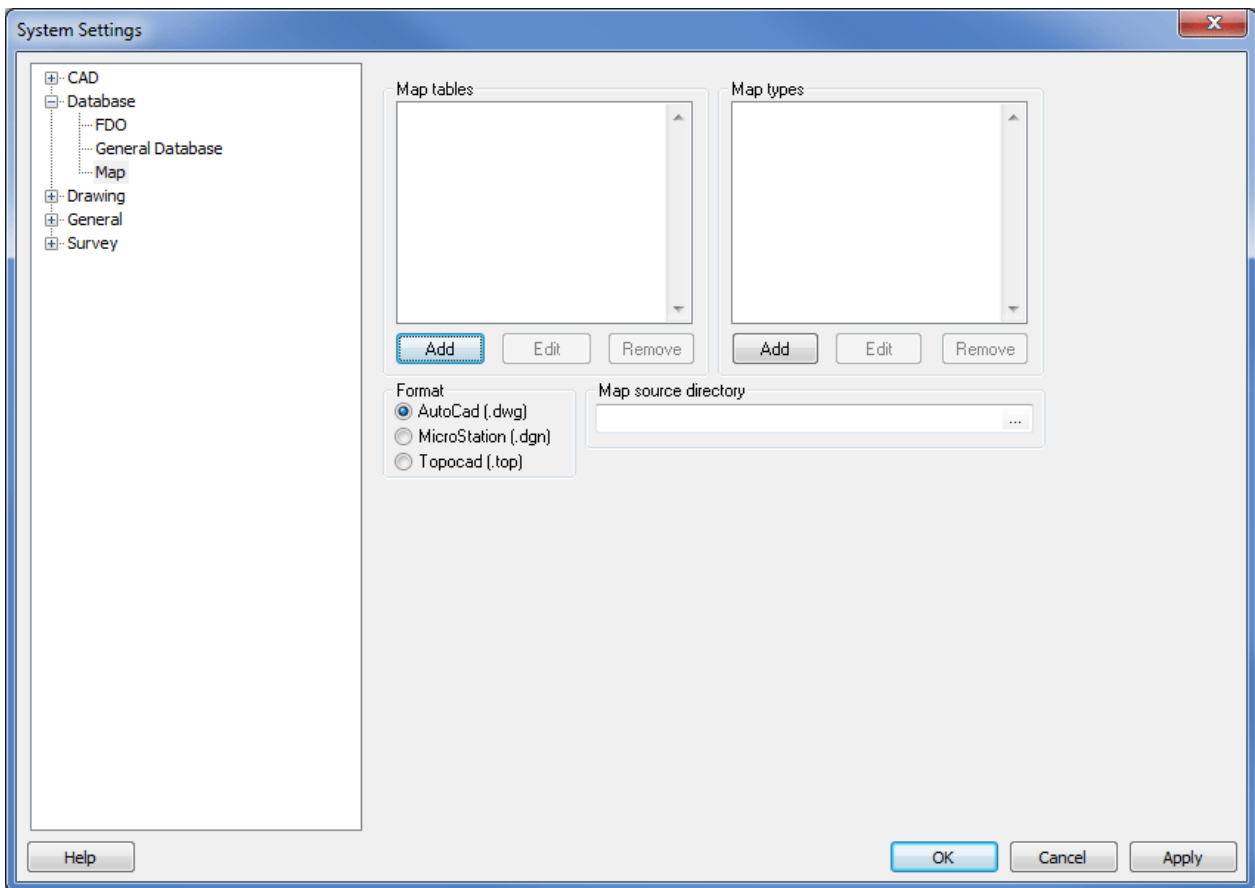 System Settings
x
CAD
Database
FDO
General Database
Map
Drawing
General
Survey
Map tables
Map types
Add Edit Remove
Add Edit Remove
Format
AutoCad (.dwg)
MicroStation (.dgn)
Topocad (.top)
Map source directory
...
Help
OK
Cancel
Apply